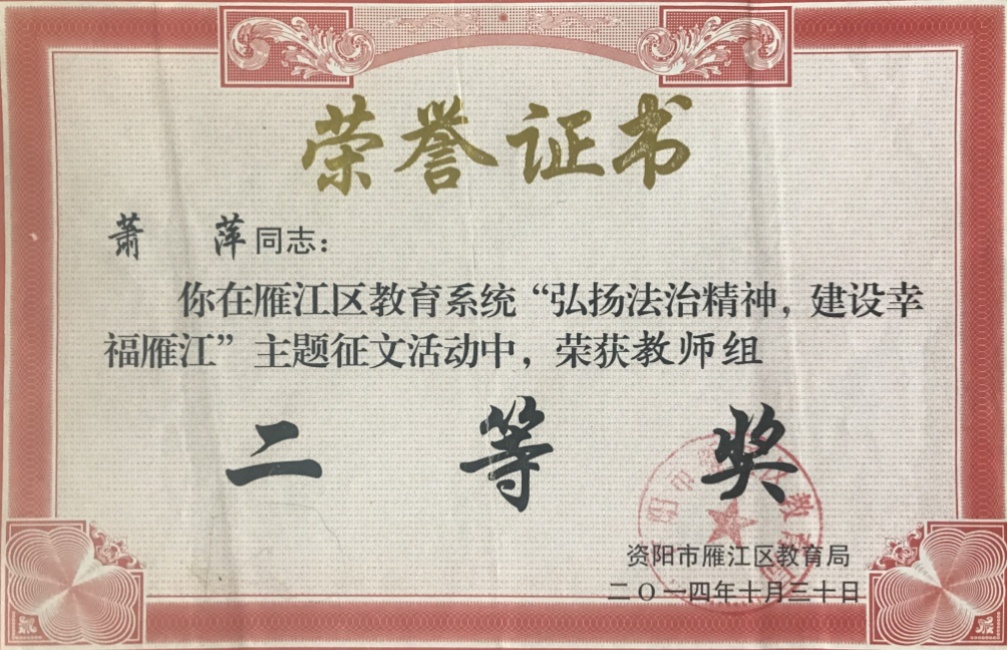 荣誉证书
萧 萍同志：
你在雁江区教育系统“弘扬法治精神，建设幸
福雁江”主题征文活动中，荣获教师组
二 等 奖
资阳市雁江区教育局
二〇一四年十月三十日